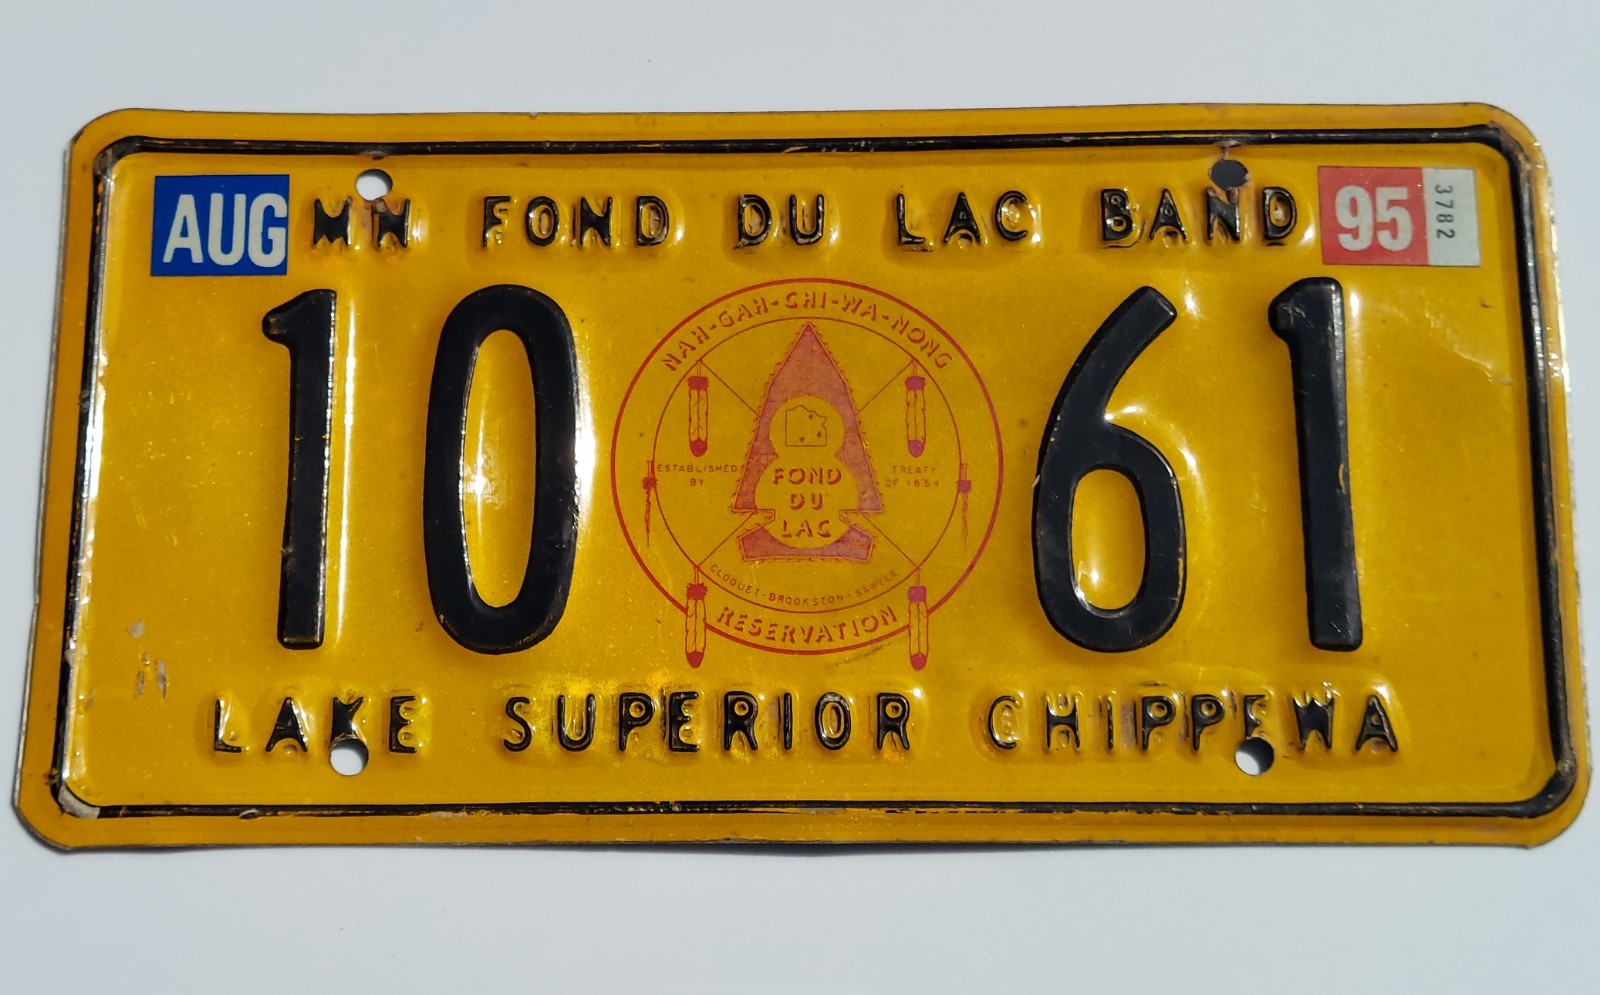 AUG MN FOND DU LAC BAND 95 3782
10 61
NAH-GAH-CHI-WA-NONG
ESTABLISHED BY
TREATY OF 1854
FOND
DU
LAC
CLOQUET-BROOKSTON-SAWYER
RESERVATION
LAKE SUPERIOR CHIPPEWA